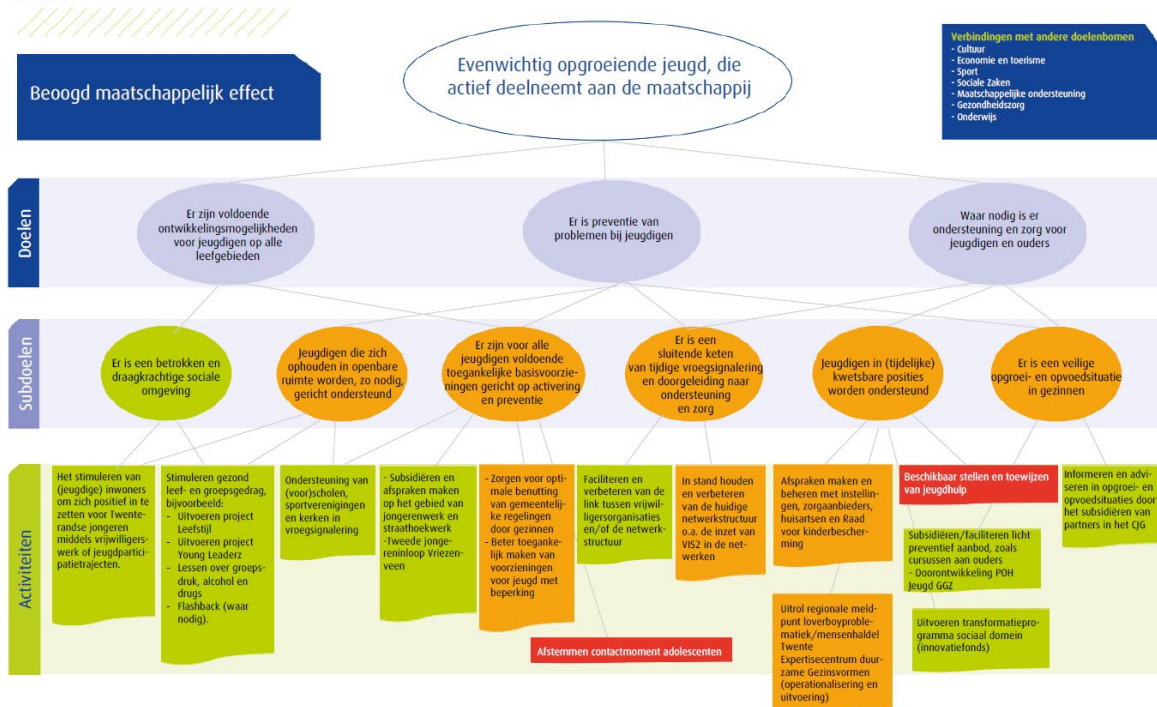 Beoogd maatschappelijk effect
Evenwichtig opgroeiende jeugd, die
actief deelneemt aan de maatschappij
Verbindingen met andere doelenbomen
- Cultuur
- Economie en toerisme
- Sport
- Sociale Zaken
- Maatschappelijke ondersteuning
- Gezondheidszorg
- Onderwijs
Doelen
Er zijn voldoende
ontwikkelingsmogelijkheden
voor jeugdigen op alle
leefgebieden
Er is preventie van
problemen bij jeugdigen
Waar nodig is er
ondersteuning en zorg voor
jeugdigen en ouders
Subdoelen
Er is een betrokken en
draagkrachtige sociale
omgeving
Jeugdigen die zich
ophouden in openbare
ruimte worden, zo nodig,
gericht ondersteund
Er zijn voor alle
jeugdigen voldoende
toegankelijke basisvoorzie-
ningen gericht op activering
en preventie
Er is een
sluitende keten
van tijdige vroegsignalering
en doorgeleiding naar
ondersteuning
en zorg
Jeugdigen in (tijdelijke)
kwetsbare posities
worden ondersteund
Er is een veilige
opgroei- en opvoedsituatie
in gezinnen
Activiteiten
Het stimuleren van
(jeugdige) inwoners
om zich positief in te
zetten voor Twente-
randse jongeren
middels vrijwilligers-
werk of jeugdpartici-
patietrajecten.
Stimuleren gezond
leef- en groepsgedrag,
bijvoorbeeld:
- Uitvoeren project
Leefstijl
- Uitvoeren project
Young Leaderz
- Lessen over groeps-
druk, alcohol en
drugs
- Flashback (waar
nodig).
Ondersteuning van
(voor)scholen,
sportverenigingen
en kerken in
vroegsignalering
- Subsidiëren en
afspraken maken
op het gebied van
jongerenwerk en
straathoekwerk
-Tweede jonge-
reninloop Vriezen-
veen
- Zorgen voor opti-
male benutting
van gemeentelij-
ke regelingen
door gezinnen
- Beter toeganke-
lijk maken van
voorzieningen
voor jeugd met
beperking
Afstemmen contactmoment adolescenten
Faciliteren en
verbeteren van de
link tussen vrijwil-
ligersorganisaties
en/of de netwerk-
structuur
In stand houden
en verbeteren
van de huidige
netwerkstructuur
o.a. de inzet van
VIS2 in de net-
werken
Afspraken maken en
beheren met instellin-
gen, zorgaanbieders,
huisartsen en Raad
voor kinderbescher-
ming
Uitrol regionale meld-
punt loverboyproble-
matiek/mensenhaldel
Twente
Expertisecentrum duur-
zame Gezinsvormen
(operationalisering en
uitvoering)
Beschikbaar stellen en toewijzen
van jeugdhulp
Subsidiëren/faciliteren licht
preventief aanbod, zoals
cursussen aan ouders
- Doorontwikkeling POH
Jeugd GGZ
Uitvoeren transformatiepro-
gramma sociaal domein
(innovatiefonds)
Informeren en advi-
seren in opgroei- en
opvoedsituaties door
het subsidiëren van
partners in het CJG